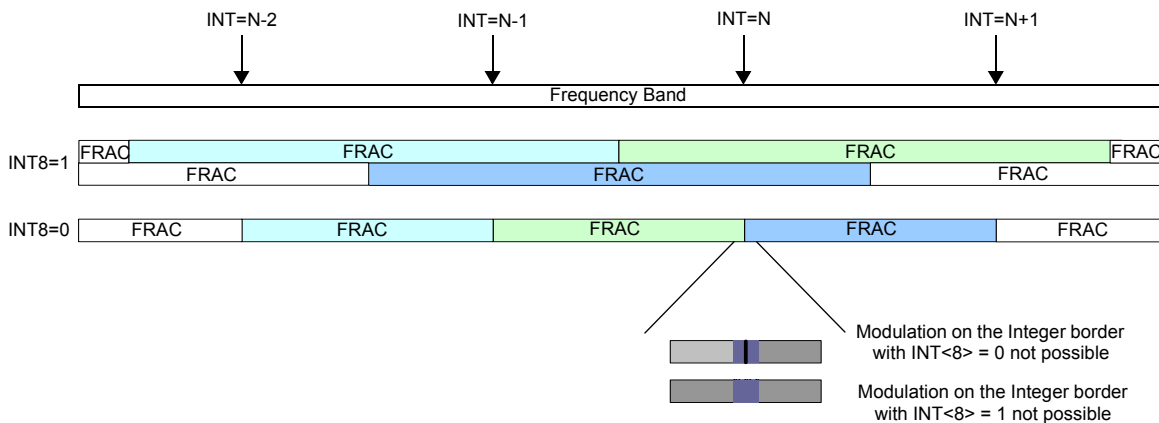 INT=N-2
INT=N-1
INT=N
INT=N+1
Frequency Band
INT8=1
FRAC
FRAC
FRAC
FRAC
FRAC
FRAC
FRAC
INT8=0
FRAC
FRAC
FRAC
FRAC
FRAC
Modulation on the Integer border
with INT<8> = 0 not possible
Modulation on the Integer border
with INT<8> = 1 not possible